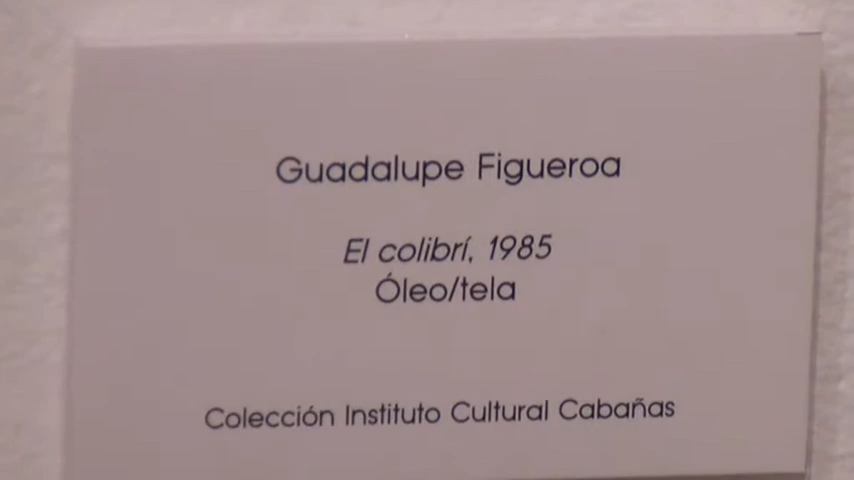 Guadalupe Figueroa
El colibrí, 1985
Óleo/tela
Colección Instituto Cultural Cabañas